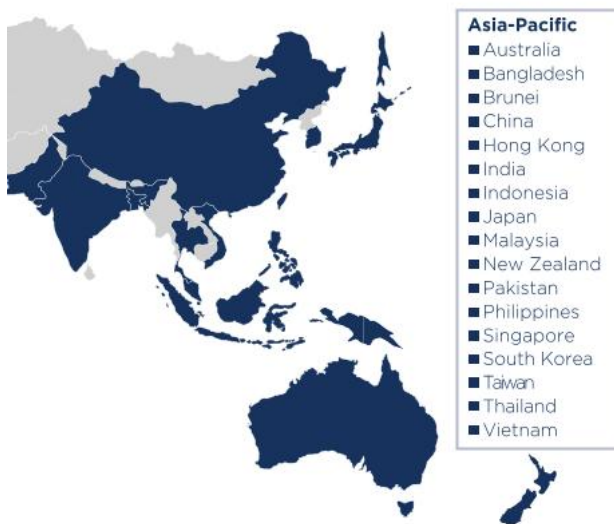 Asia-Pacific
Australia
Bangladesh
Brunei
China
Hong Kong
India
Indonesia
Japan
Malaysia
New Zealand
Pakistan
Philippines
Singapore
South Korea
Taiwan
Thailand
Vietnam